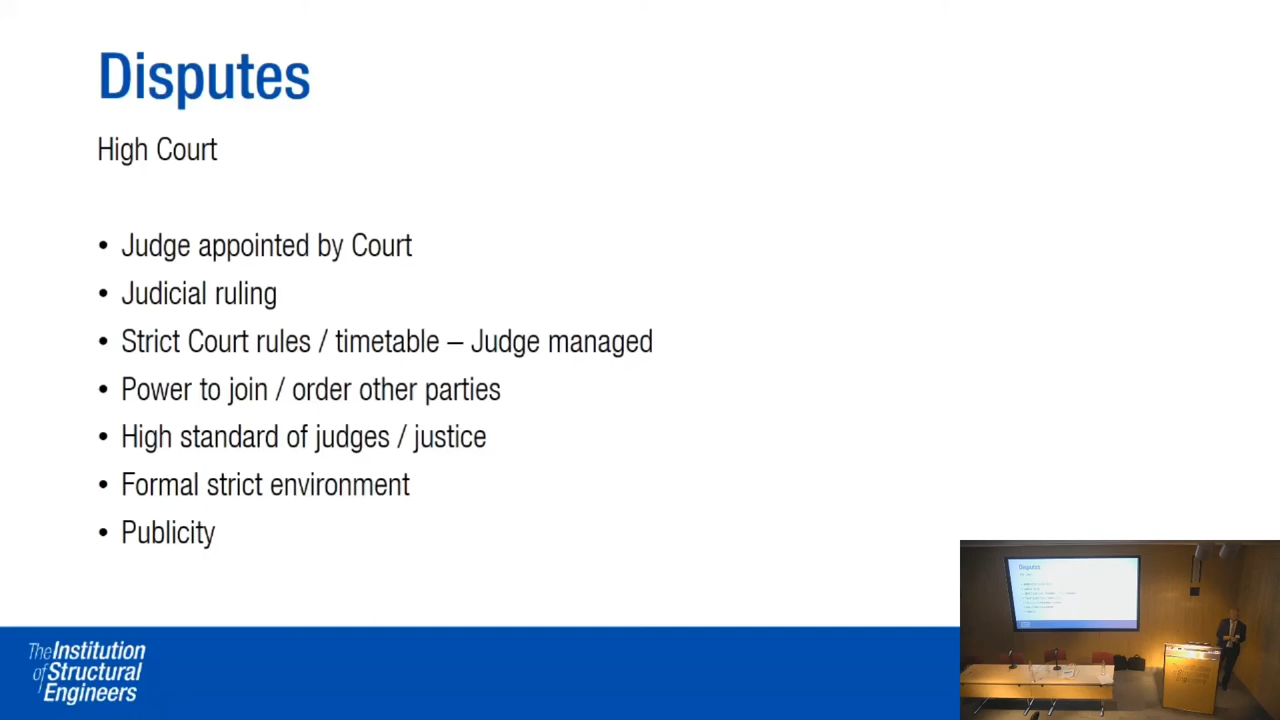 Disputes
High Court
• Judge appointed by Court
• Judicial ruling
• Strict Court rules / timetable – Judge managed
• Power to join / order other parties
• High standard of judges / justice
• Formal strict environment
• Publicity
The Institution
of Structural
Engineers
Disputes